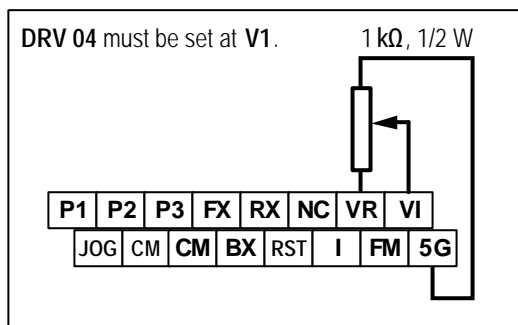 DRV 04 must be set at V1. 1 kΩ, 1/2 W
P1 P2 P3 FX RX NC VR VI
JOG CM CM BX RST I FM 5G